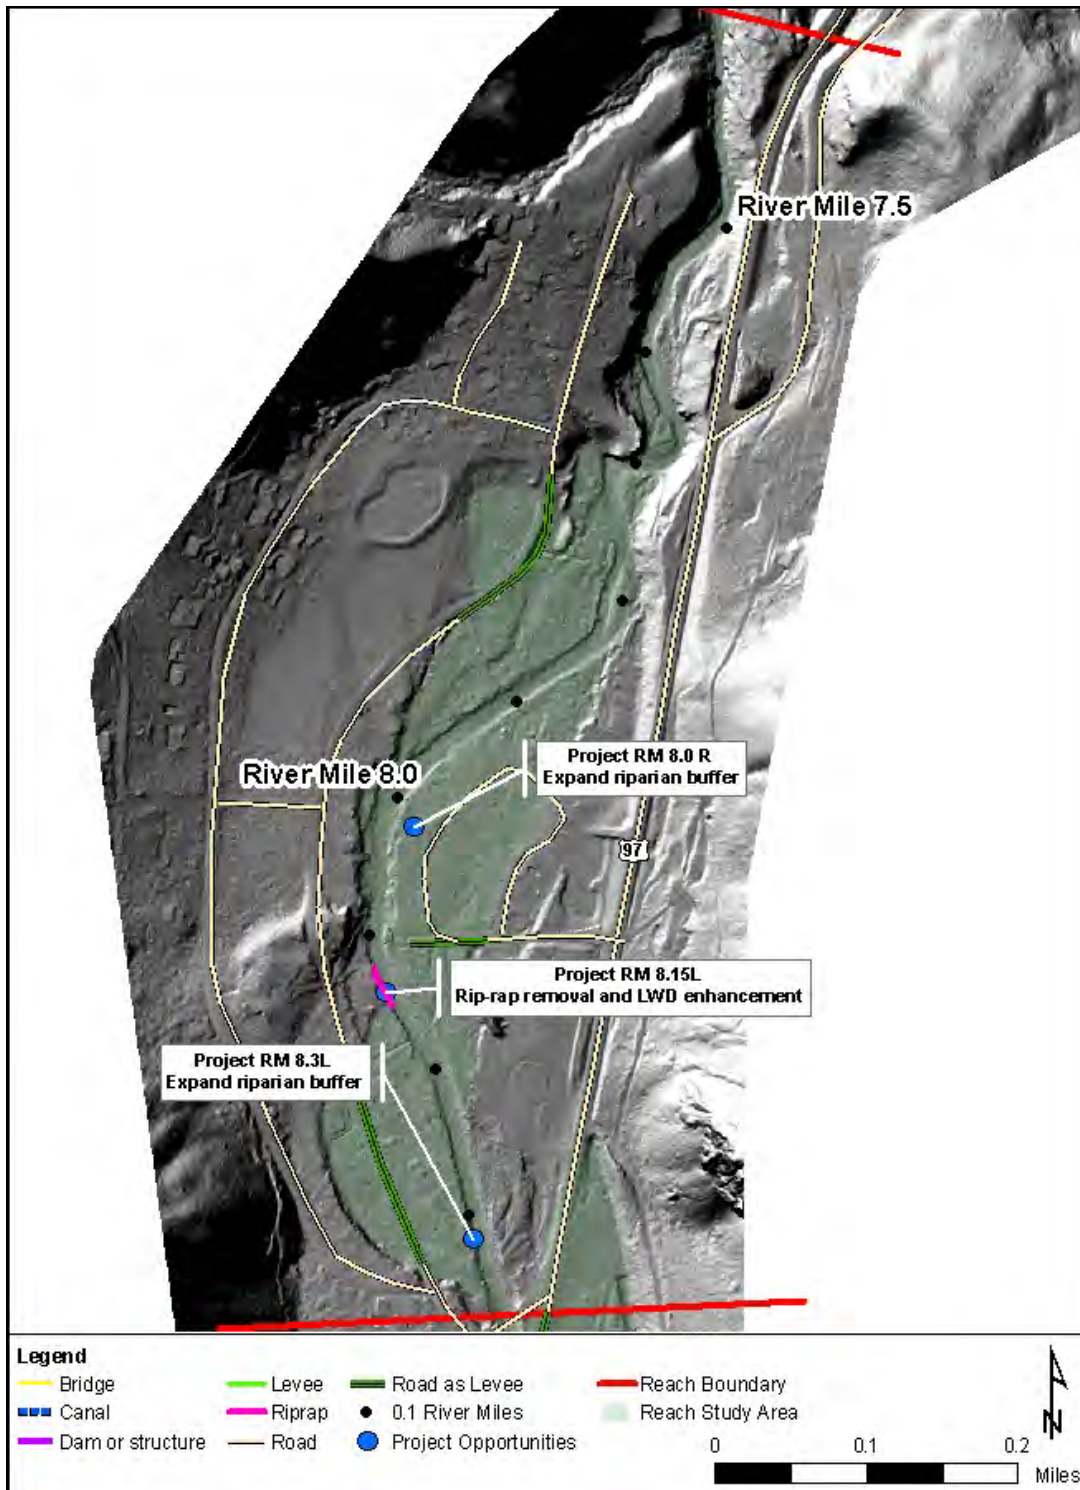 River Mile 7.5
Project RM 8.0 R
Expand riparian buffer
River Mile 8.0
97
Project RM 8.15L
Rip-rap removal and LWD enhancement
Project RM 8.3L
Expand riparian buffer
Legend
Bridge
Canal
Dam or structure
Levee
Riprap
Road
Road as Levee
0.1 River Miles
Project Opportunities
Reach Boundary
Reach Study Area
N
0 0.1 0.2
Miles